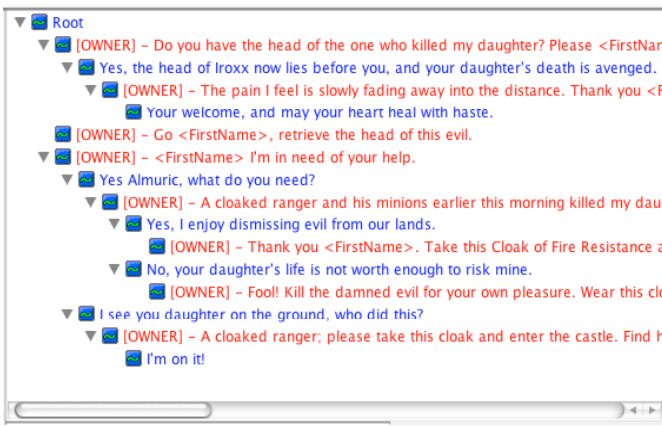 Root
[OWNER] – Do you have the head of the one who killed my daughter? Please <FirstNam
Yes, the head of Iroxx now lies before you, and your daughter's death is avenged.
[OWNER] – The pain I feel is slowly fading away into the distance. Thank you <F
Your welcome, and may your heart heal with haste.
[OWNER] – Go <FirstName>, retrieve the head of this evil.
[OWNER] – <FirstName> I'm in need of your help.
Yes Almuric, what do you need?
[OWNER] – A cloaked ranger and his minions earlier this morning killed my dau
Yes, I enjoy dismissing evil from our lands.
[OWNER] – Thank you <FirstName>. Take this Cloak of Fire Resistance a
No, your daughter's life is not worth enough to risk mine.
[OWNER] – Fool! Kill the damned evil for your own pleasure. Wear this clo
I see you daughter on the ground, who did this?
[OWNER] – A cloaked ranger; please take this cloak and enter the castle. Find h
I'm on it!